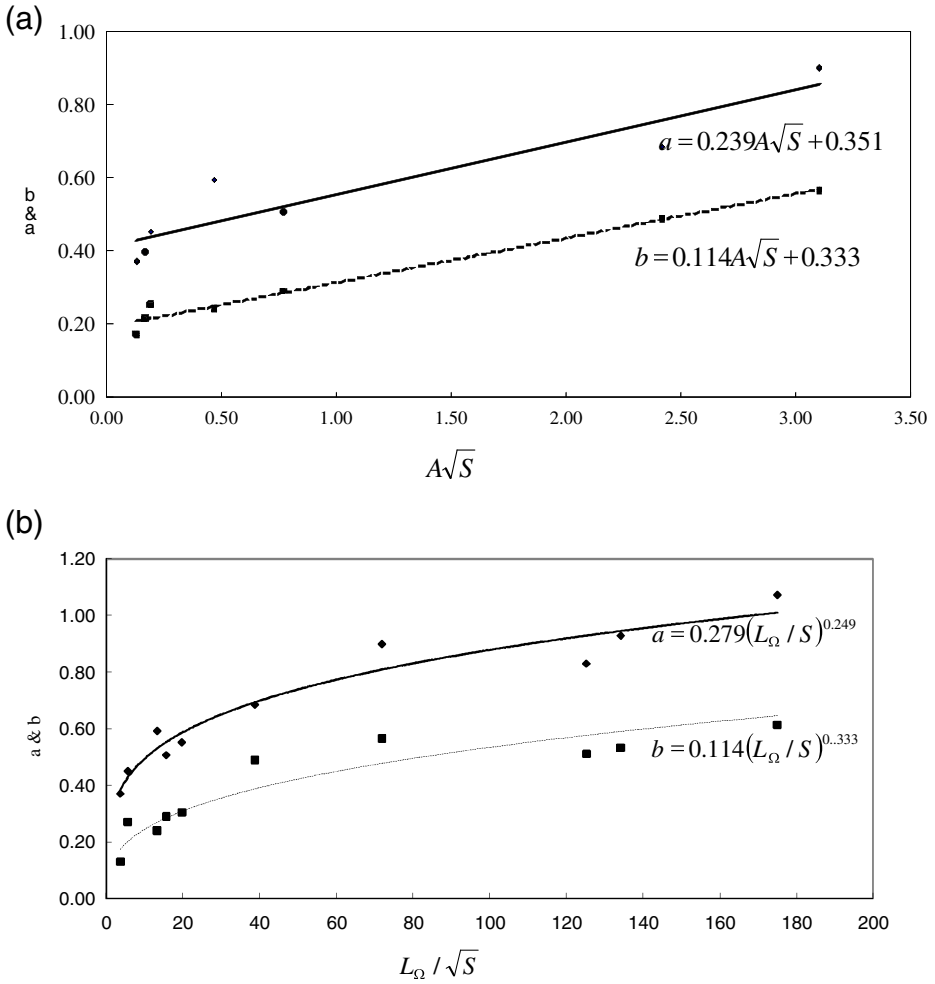 (a)
1.00
0.80
0.60
0.40
0.20
0.00
a & b
a = 0.239A√S + 0.351
b = 0.114A√S + 0.333
0.00 0.50 1.00 1.50 2.00 2.50 3.00 3.50
A√S
(b)
1.20
1.00
0.80
0.60
0.40
0.20
0.00
a & b
a = 0.279(L_Ω / S)^0.249
b = 0.114(L_Ω / S)^0..333
0 20 40 60 80 100 120 140 160 180 200
L_Ω / √S